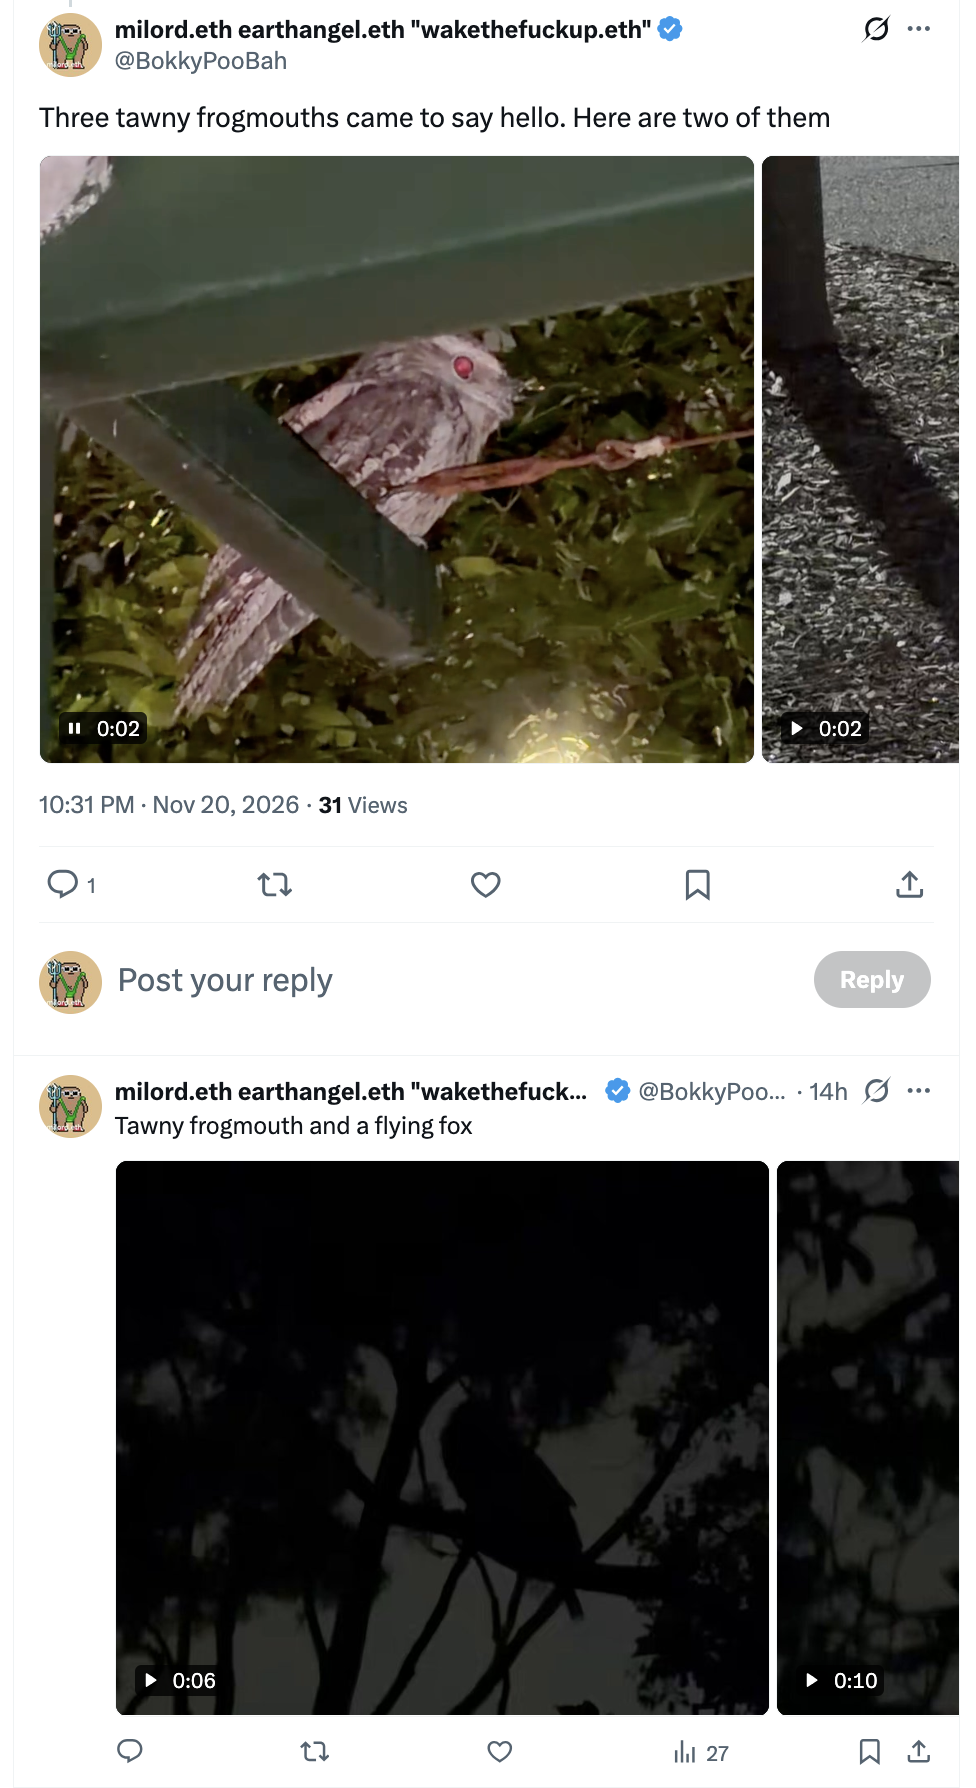 milord.eth earthangel.eth "wakethefuckup.eth"
@BokkyPooBah
Three tawny frogmouths came to say hello. Here are two of them
0:02
0:02
10:31 PM · Nov 20, 2026 · 31 Views
1
Post your reply
Reply
milord.eth earthangel.eth "wakethefuck... @BokkyPoo... · 14h
Tawny frogmouth and a flying fox
0:06
0:10
27